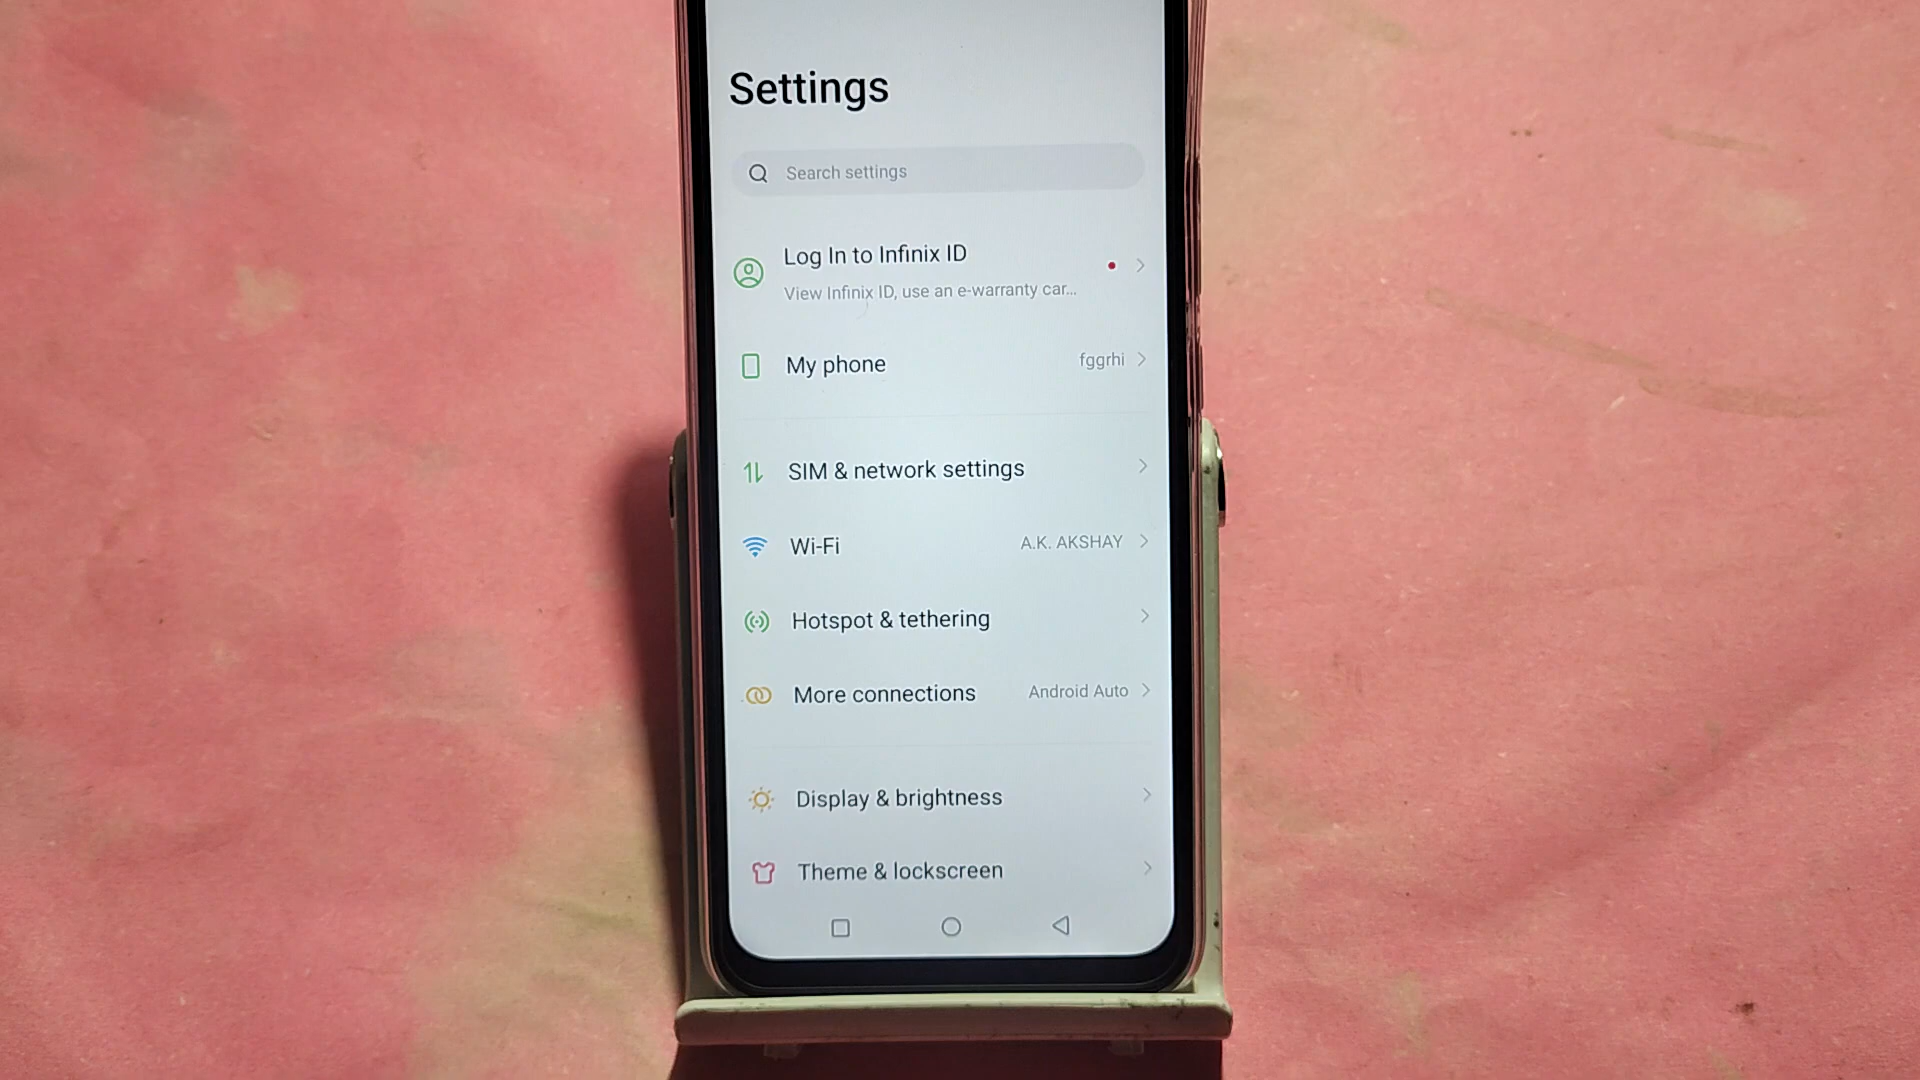 Settings
Search settings
Log In to Infinix ID
View Infinix ID, use an e-warranty car...
My phone
fggrhi
SIM & network settings
Wi-Fi
A.K. AKSHAY
Hotspot & tethering
More connections
Android Auto
Display & brightness
Theme & lockscreen